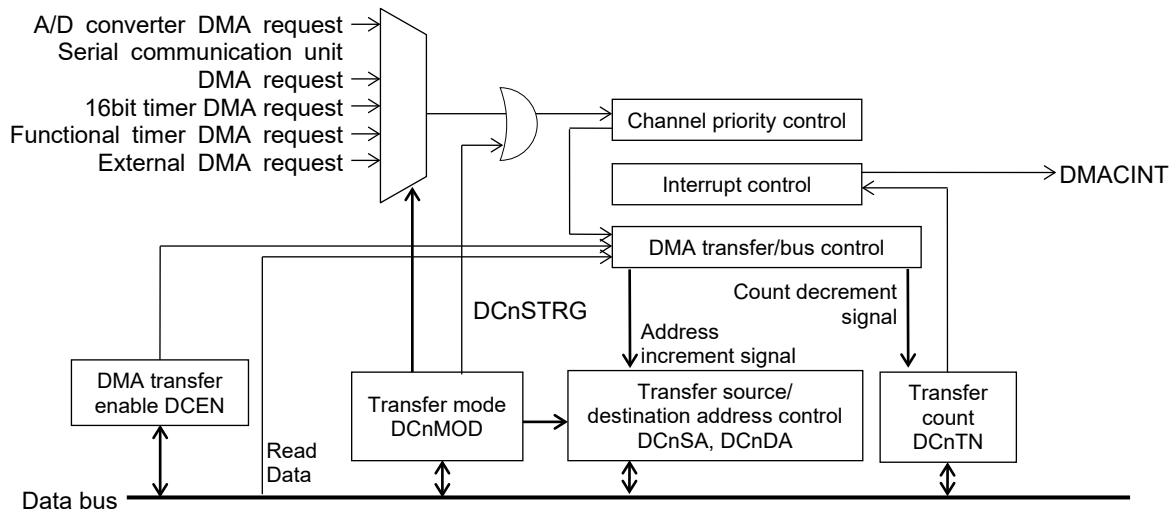 A/D converter DMA request
Serial communication unit
DMA request
16bit timer DMA request
Functional timer DMA request
External DMA request
Channel priority control
Interrupt control
DMACINT
DMA transfer/bus control
DCnSTRG
Count decrement
signal
Address
increment signal
DMA transfer
enable DCEN
Transfer mode
DCnMOD
Transfer source/
destination address control
DCnSA, DCnDA
Transfer
count
DCnTN
Read
Data
Data bus